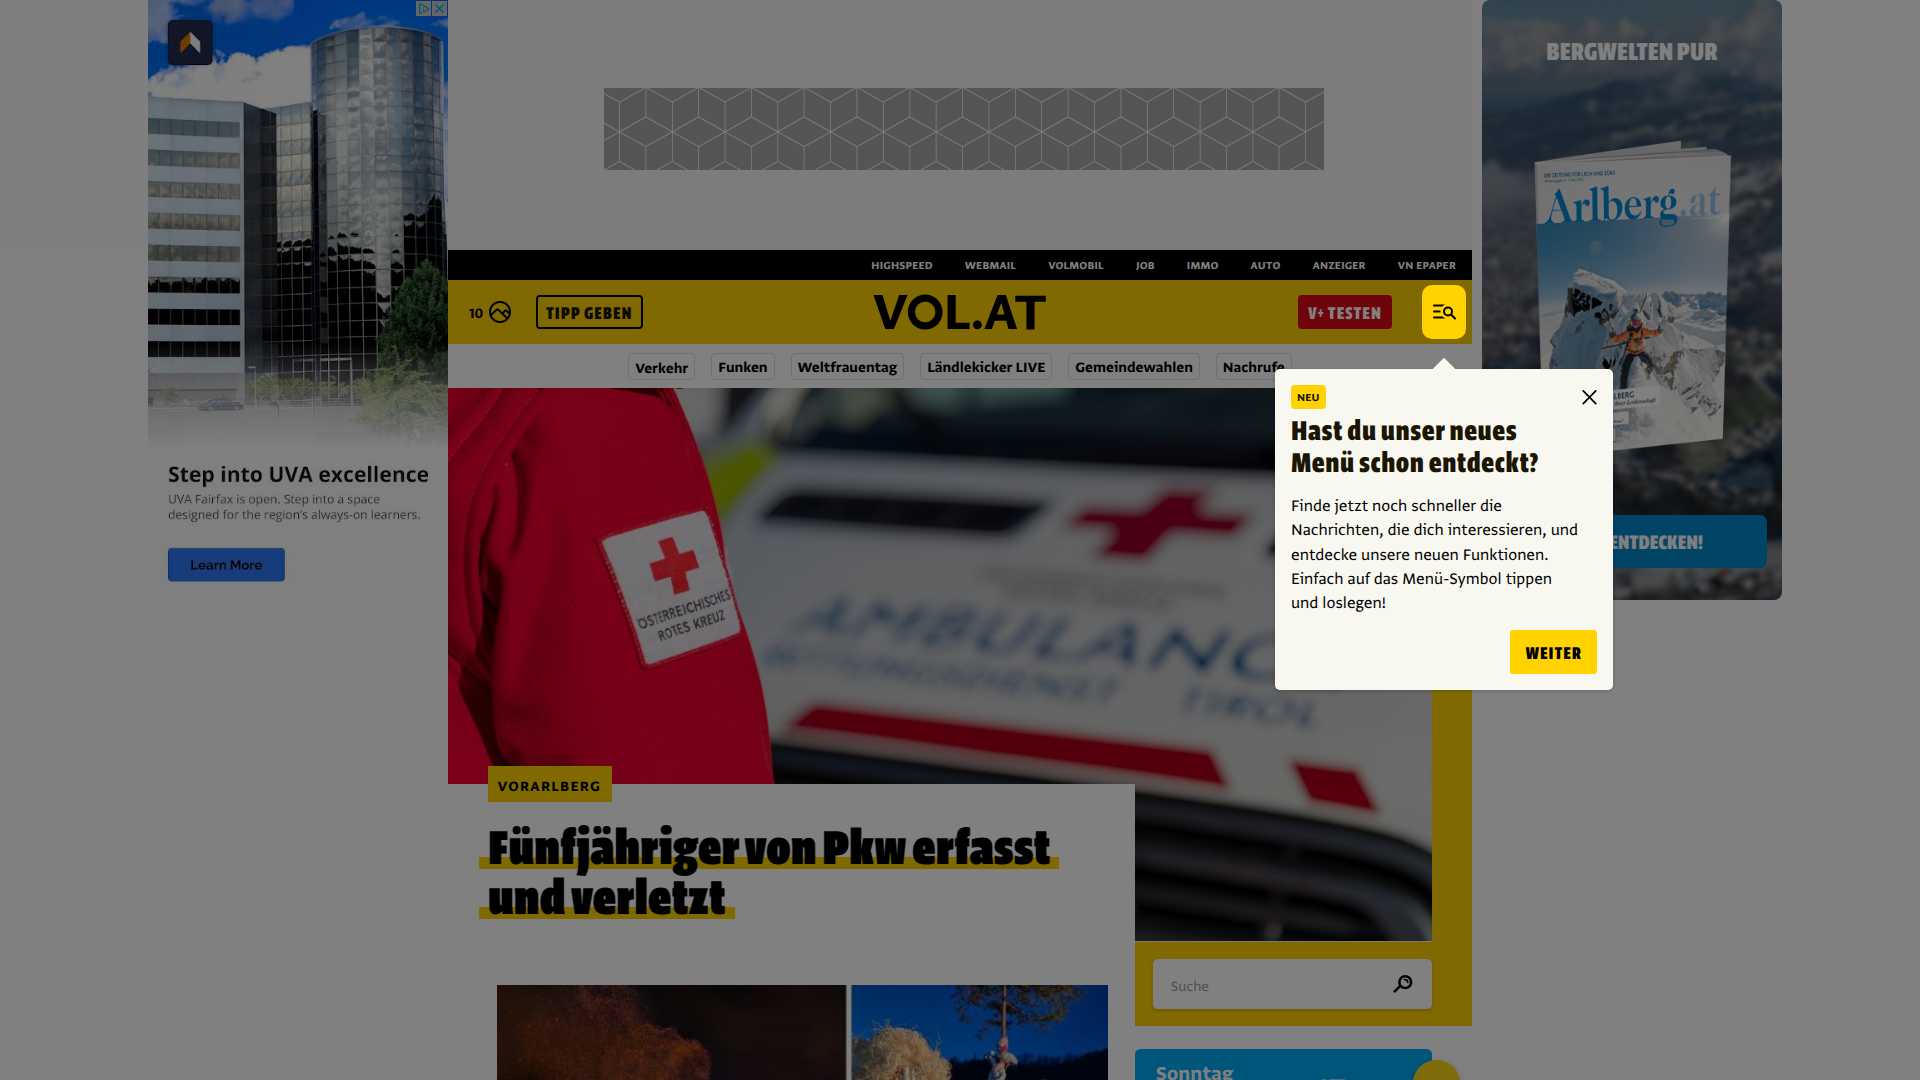 BERGWELTEN PUR
Arlberg.at
HIGHSPEED WEBMAIL VOLMOBIL JOB IMMO AUTO ANZEIGER VN EPAPER
10 TIPP GEBEN VOL.AT V+ TESTEN
Verkehr Funken Weltfrauentag Ländlekicker LIVE Gemeindewahlen Nachrufe
NEU
Hast du unser neues
Menü schon entdeckt?
Finde jetzt noch schneller die
Nachrichten, die dich interessieren, und
entdecke unsere neuen Funktionen.
Einfach auf das Menü-Symbol tippen
und loslegen!
WEITER
ENTDECKEN!
Step into UVA excellence
UVA Fairfax is open. Step into a space
designed for the region's always-on learners.
Learn More
ÖSTERREICHISCHES
ROTES KREUZ
AMBULANC
RETTUNGSDIENST TIROL
VORARLBERG
Fünfjähriger von Pkw erfasst
und verletzt
Suche
Sonntag